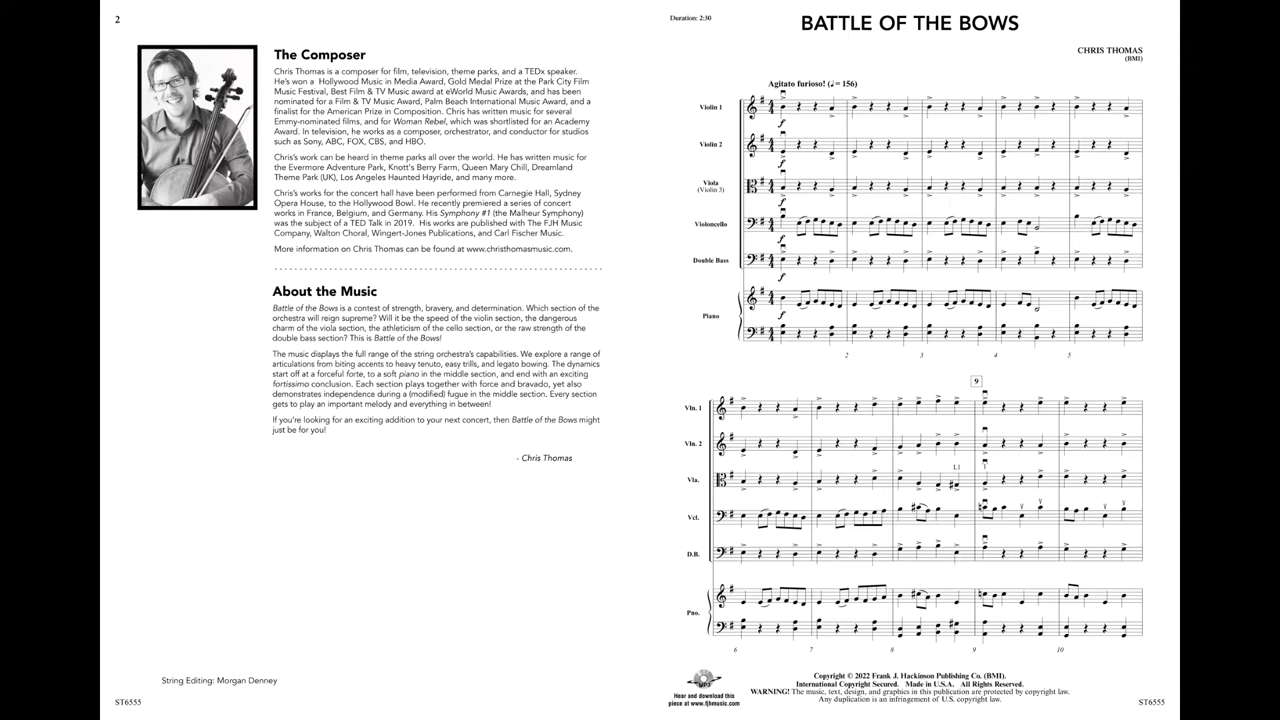 2
The Composer
Chris Thomas is a composer for film, television, theme parks, and a TEDx speaker.
He's won a Hollywood Music in Media Award, Gold Medal Prize at the Park City Film
Music Festival, Best Film & TV Music award at eWorld Music Awards, and has been
nominated for a Film & TV Music Award, Palm Beach International Music Award, and a
finalist for the American Prize in Composition. Chris has written music for several
Emmy-nominated films, and for Woman Rebel, which was shortlisted for an Academy
Award. In television, he works as a composer, orchestrator, and conductor for studios
such as Sony, ABC, FOX, CBS, and HBO.
Chris's work can be heard in theme parks all over the world. He has written music for
the Evermore Adventure Park, Knott's Berry Farm, Queen Mary Chill, Dreamland
Theme Park (UK), Los Angeles Haunted Hayride, and many more.
Chris's works for the concert hall have been performed from Carnegie Hall, Sydney
Opera House, to the Hollywood Bowl. He recently premiered a series of concert
works in France, Belgium, and Germany. His Symphony #1 (the Malheur Symphony)
was the subject of a TED Talk in 2019. His works are published with The FJH Music
Company, Walton Choral, Wingert-Jones Publications, and Carl Fischer Music.
More information on Chris Thomas can be found at www.christhomasmusic.com.
About the Music
Battle of the Bows is a contest of strength, bravery, and determination. Which section of the
orchestra will reign supreme? Will it be the speed of the violin section, the dangerous
charm of the viola section, the athleticism of the cello section, or the raw strength of the
double bass section? This is Battle of the Bows!
The music displays the full range of the string orchestra's capabilities. We explore a range of
articulations from biting accents to heavy tenuto, easy trills, and legato bowing. The dynamics
start off at a forceful forte, to a soft piano in the middle section, and end with an exciting
fortissimo conclusion. Each section plays together with force and bravado, yet also
demonstrates independence during a (modified) fugue in the middle section. Every section
gets to play an important melody and everything in between!
If you're looking for an exciting addition to your next concert, then Battle of the Bows might
just be for you!
- Chris Thomas
String Editing: Morgan Denney
ST6555
Duration: 2:30
BATTLE OF THE BOWS
CHRIS THOMAS
(BMI)
Agitato furioso! (♩ = 156)
Violin 1
f
Violin 2
f
Viola
(Violin 3)
f
Violoncello
f
Double Bass
f
Piano
f
2 3 4 5
9
Vln. 1
Vln. 2
L1 1
Vla.
Vcl.
D.B.
Pno.
6 7 8 9 10
MP3
Hear and download this
piece at www.fjhmusic.com
Copyright © 2022 Frank J. Hackinson Publishing Co. (BMI).
International Copyright Secured. Made in U.S.A. All Rights Reserved.
WARNING! The music, text, design, and graphics in this publication are protected by copyright law.
Any duplication is an infringement of U.S. copyright law.
ST6555